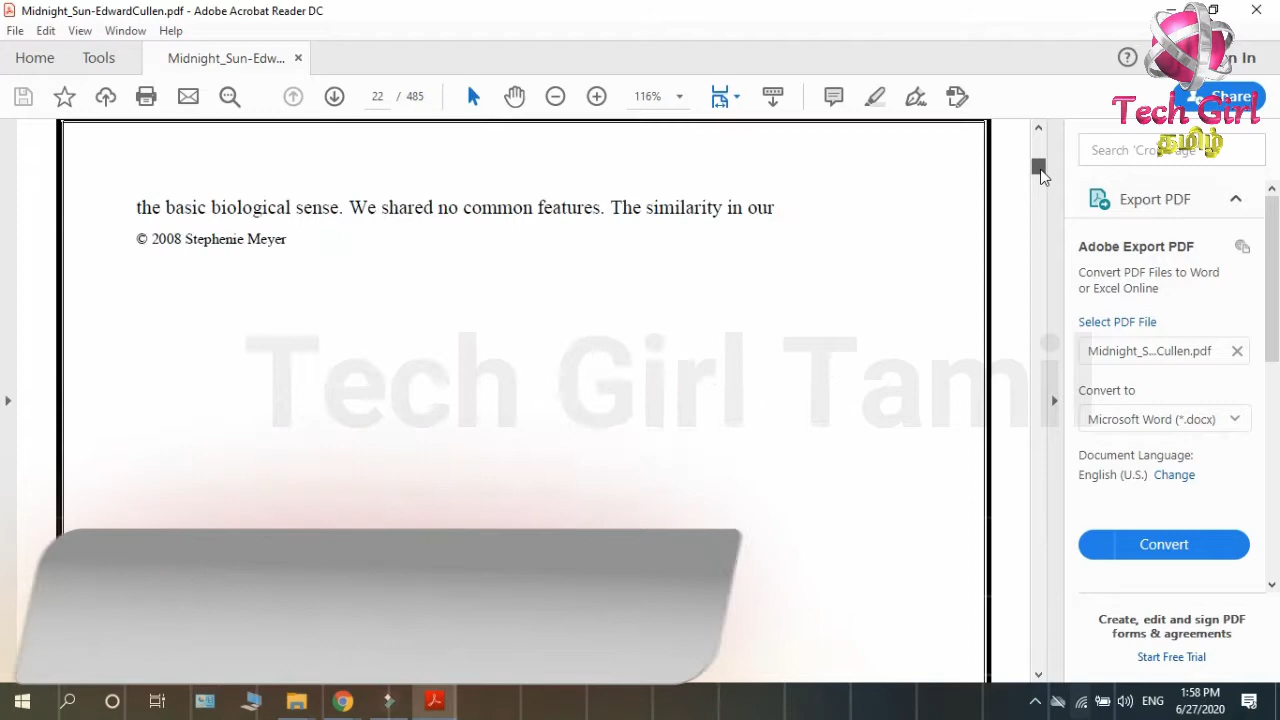 Midnight_Sun-EdwardCullen.pdf - Adobe Acrobat Reader DC
File Edit View Window Help
Home Tools Midnight_Sun-Edw... In
22 / 485 116% Share
Tech Girl
தமிழ்
Search 'Cro
Export PDF
the basic biological sense. We shared no common features. The similarity in our
© 2008 Stephenie Meyer
Adobe Export PDF
Convert PDF Files to Word
or Excel Online
Select PDF File
Midnight_S...Cullen.pdf
Tech Girl Tamil
Convert to
Microsoft Word (*.docx)
Document Language:
English (U.S.) Change
Convert
Create, edit and sign PDF
forms & agreements
Start Free Trial
ENG
1:58 PM
6/27/2020